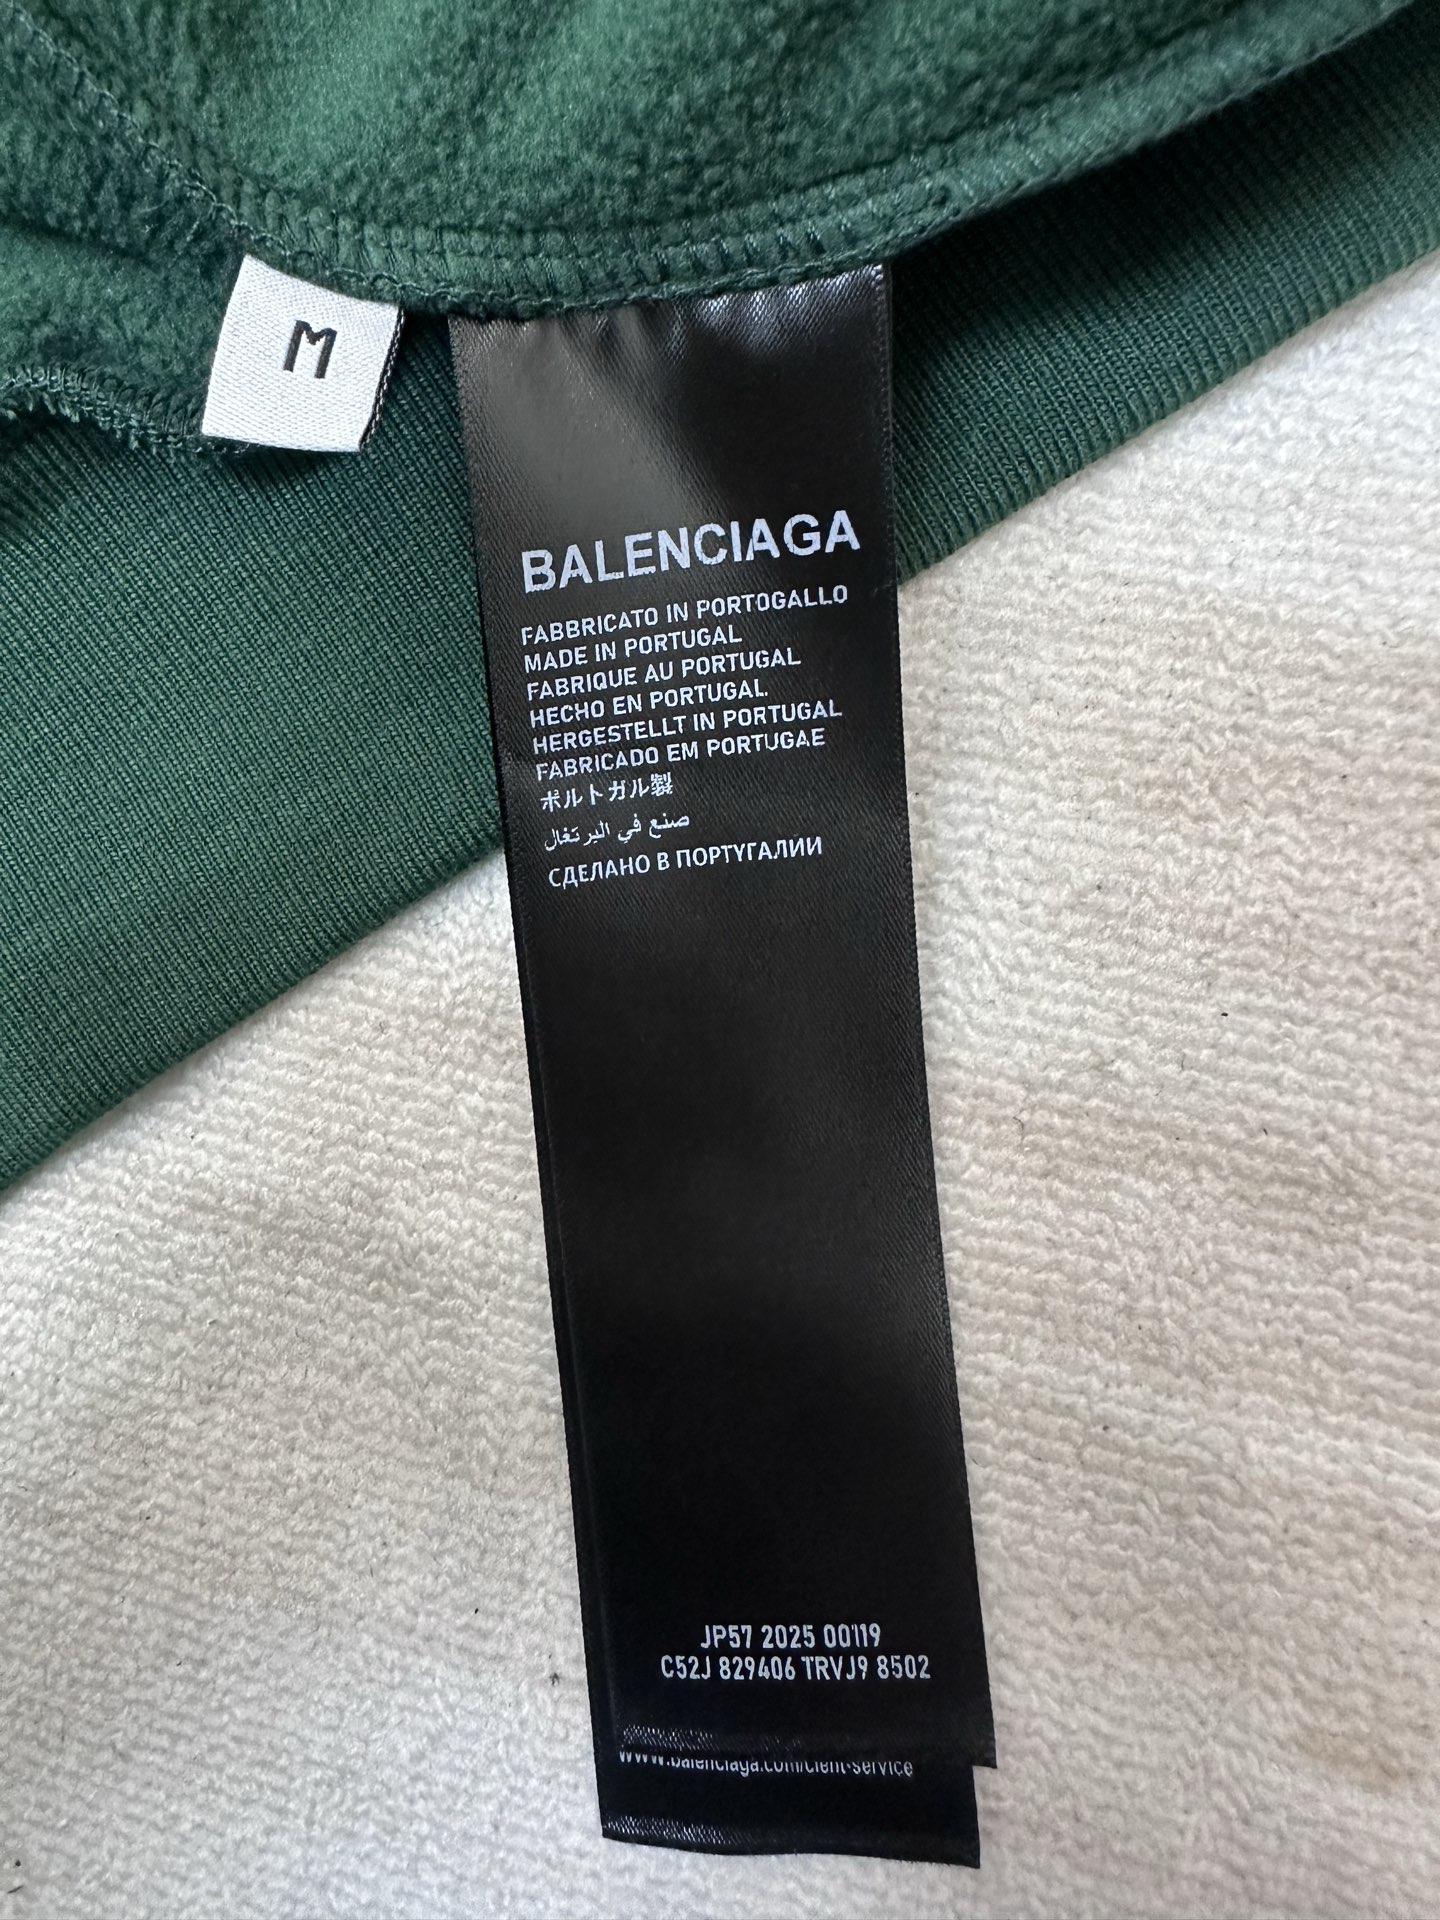 M
BALENCIAGA
FABBRICATO IN PORTOGALLO
MADE IN PORTUGAL
FABRIQUE AU PORTUGAL
HECHO EN PORTUGAL
HERGESTELLT IN PORTUGAL
FABRICADO EM PORTUGAE
ポルトガル製
صنع في البرتغال
СДЕЛАНО В ПОРТУГАЛИИ
JP57 2025 00119
C52J 829406 TRVJ9 8502
www.balenciaga.com/client-service